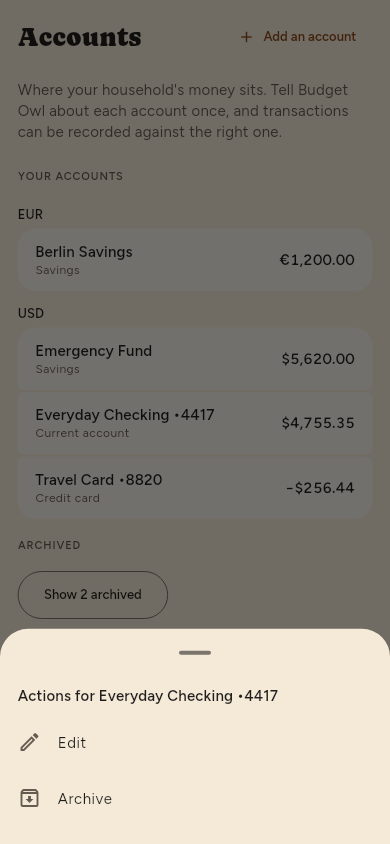 Accounts
Add an account
Where your household's money sits. Tell Budget
Owl about each account once, and transactions
can be recorded against the right one.
YOUR ACCOUNTS
EUR
Berlin Savings
Savings
€1,200.00
USD
Emergency Fund
Savings
$5,620.00
Everyday Checking •4417
Current account
$4,755.35
Travel Card •8820
Credit card
−$256.44
ARCHIVED
Show 2 archived
Actions for Everyday Checking •4417
Edit
Archive